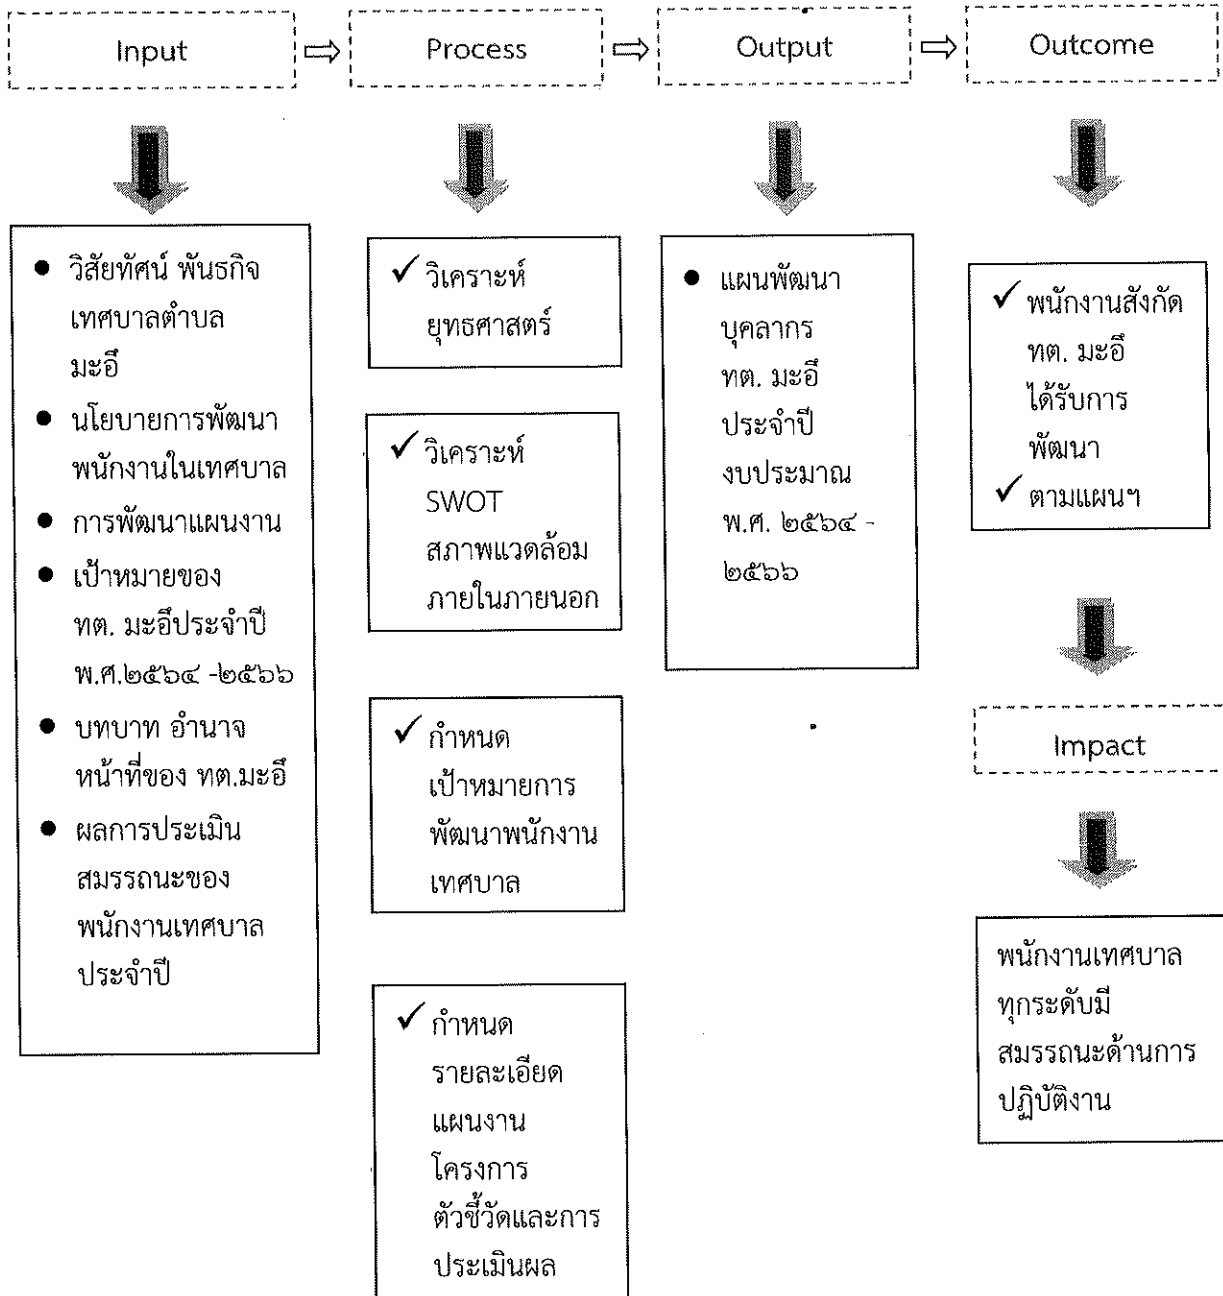 Input
Process
Output
Outcome
วิสัยทัศน์ พันธกิจ
เทศบาลตำบล
มะอึ
นโยบายการพัฒนา
พนักงานในเทศบาล
การพัฒนาแผนงาน
เป้าหมายของ
ทต. มะอึประจำปี
พ.ศ.๒๕๖๔ -๒๕๖๖
บทบาท อำนาจ
หน้าที่ของ ทต.มะอึ
ผลการประเมิน
สมรรถนะของ
พนักงานเทศบาล
ประจำปี
วิเคราะห์
ยุทธศาสตร์
วิเคราะห์
SWOT
สภาพแวดล้อม
ภายในภายนอก
กำหนด
เป้าหมายการ
พัฒนาพนักงาน
เทศบาล
กำหนด
รายละเอียด
แผนงาน
โครงการ
ตัวชี้วัดและการ
ประเมินผล
แผนพัฒนา
บุคลากร
ทต. มะอึ
ประจำปี
งบประมาณ
พ.ศ. ๒๕๖๔ -
๒๕๖๖
พนักงานสังกัด
ทต. มะอึ
ได้รับการ
พัฒนา
ตามแผนฯ
Impact
พนักงานเทศบาล
ทุกระดับมี
สมรรถนะด้านการ
ปฏิบัติงาน